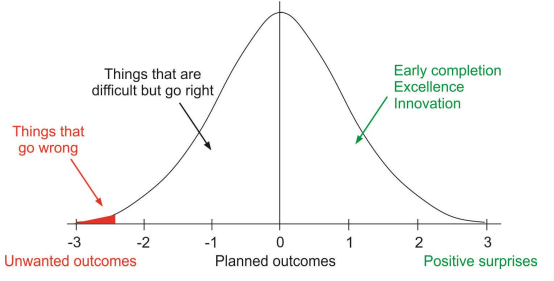 Things that are
difficult but go right
Early completion
Excellence
Innovation
Things that
go wrong
-3 -2 -1 0 1 2 3
Unwanted outcomes Planned outcomes Positive surprises